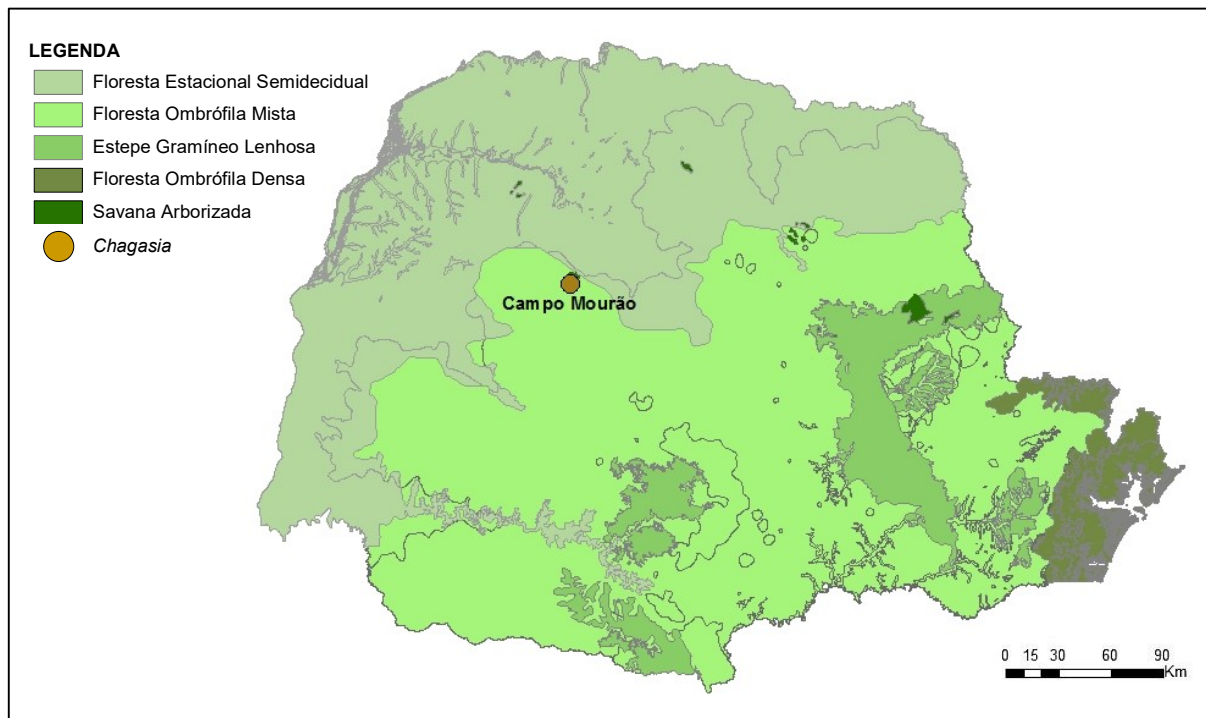 LEGENDA
Floresta Estacional Semidecidual
Floresta Ombrófila Mista
Estepe Gramíneo Lenhosa
Floresta Ombrófila Densa
Savana Arborizada
Chagasia
Campo Mourão
0 15 30 60 90
Km